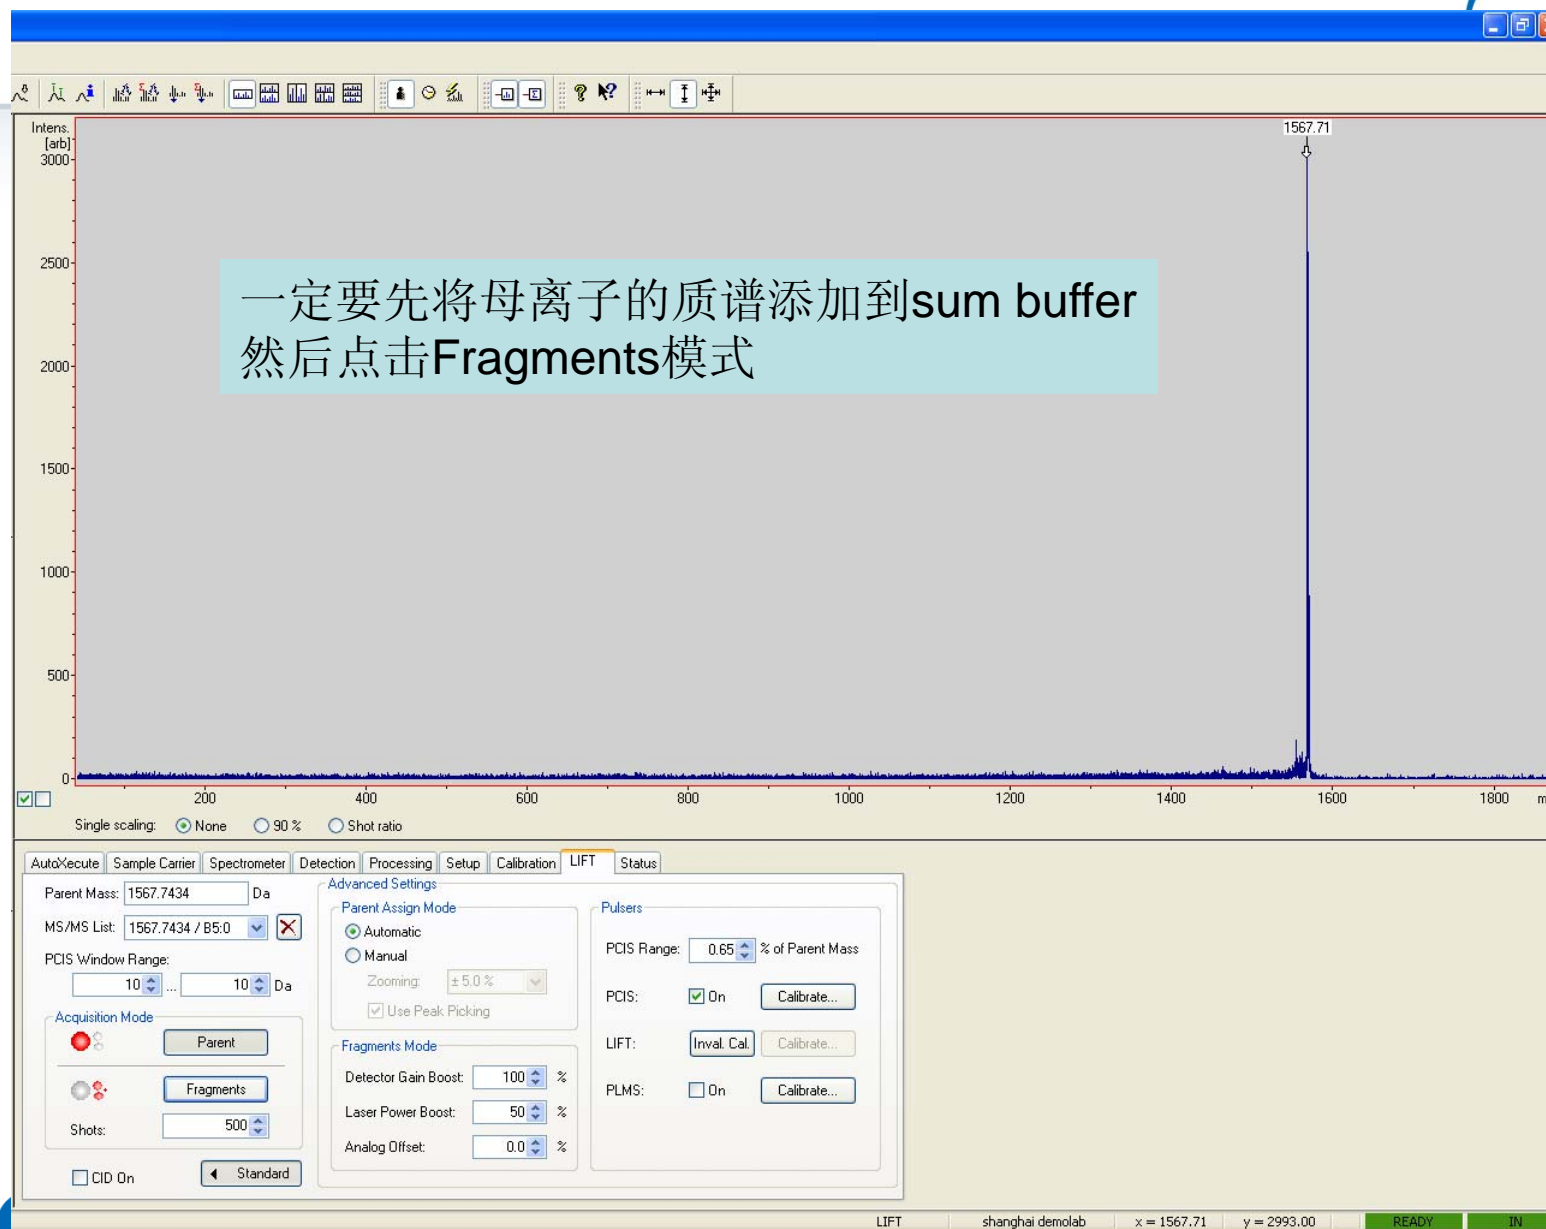 Intens.
[arb]
3000
1567.71
2500
一定要先将母离子的质谱添加到sum buffer
然后点击Fragments模式
2000
1500
1000
500
0
200 400 600 800 1000 1200 1400 1600 1800 m
Single scaling: None 90 % Shot ratio
AutoXecute Sample Carrier Spectrometer Detection Processing Setup Calibration LIFT Status
Parent Mass: 1567.7434 Da
MS/MS List: 1567.7434 / B5:0
PCIS Window Range:
10 ... 10 Da
Acquisition Mode
Parent
Fragments
Shots: 500
CID On Standard
Advanced Settings
Parent Assign Mode
Automatic
Manual
Zooming: ± 5.0 %
Use Peak Picking
Fragments Mode
Detector Gain Boost: 100 %
Laser Power Boost: 50 %
Analog Offset: 0.0 %
Pulsers
PCIS Range: 0.65 % of Parent Mass
PCIS: On Calibrate...
LIFT: Inval. Cal. Calibrate...
PLMS: On Calibrate...
LIFT shanghai demolab x = 1567.71 y = 2993.00 READY IN